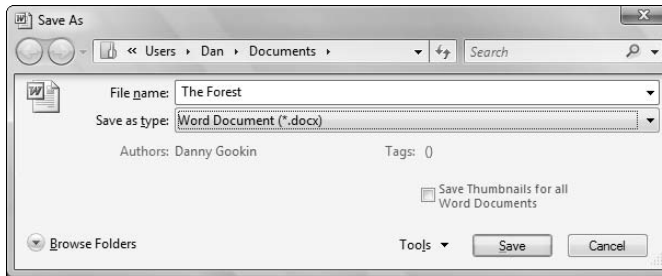 Save As
« Users ▸ Dan ▸ Documents ▸ Search
File name: The Forest
Save as type: Word Document (*.docx)
Authors: Danny Gookin Tags: ()
Save Thumbnails for all
Word Documents
Browse Folders Tools Save Cancel